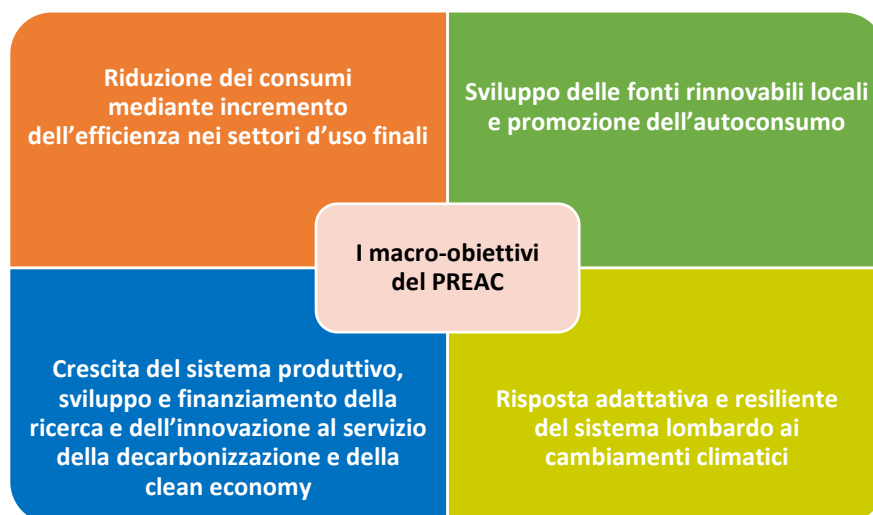 Riduzione dei consumi
mediante incremento
dell’efficienza nei settori d’uso finali
Sviluppo delle fonti rinnovabili locali
e promozione dell’autoconsumo
I macro-obiettivi
del PREAC
Crescita del sistema produttivo,
sviluppo e finanziamento della
ricerca e dell’innovazione al servizio
della decarbonizzazione e della
clean economy
Risposta adattativa e resiliente
del sistema lombardo ai
cambiamenti climatici